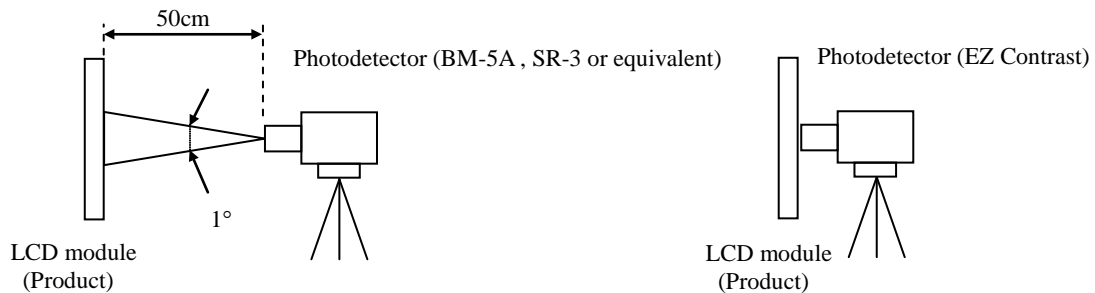 50cm
Photodetector (BM-5A , SR-3 or equivalent)
1°
LCD module
(Product)
Photodetector (EZ Contrast)
LCD module
(Product)